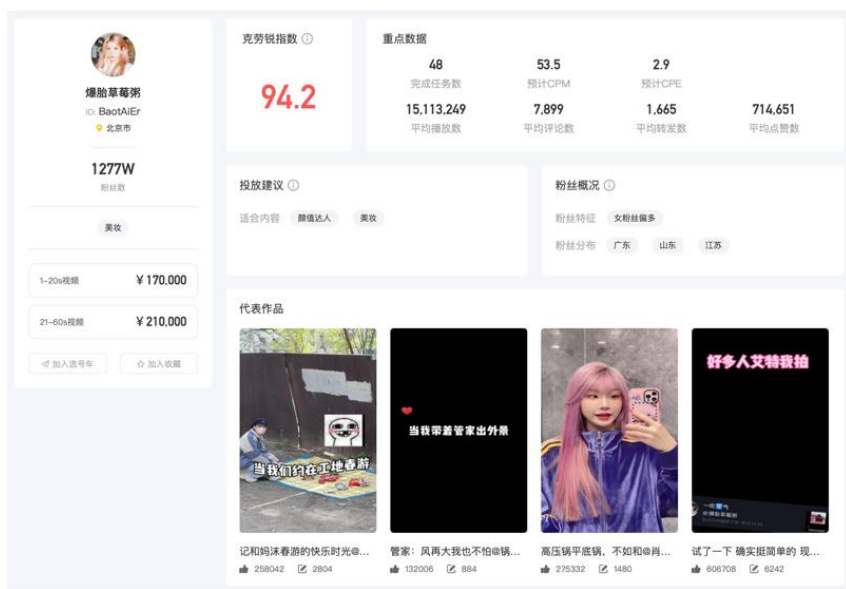 爆胎草莓粥
ID: BaotAiEr
北京市
1277W
粉丝数
美妆
1-20s视频 ¥170,000
21-60s视频 ¥210,000
加入选号车 加入收藏
克劳锐指数
94.2
重点数据
48 53.5 2.9
完成任务数 预计CPM 预计CPE
15,113,249 7,899 1,665 714,651
平均播放数 平均评论数 平均转发数 平均点赞数
投放建议
适合内容 颜值达人 美妆
粉丝概况
粉丝特征 女粉丝偏多
粉丝分布 广东 山东 江苏
代表作品
当我们约在工地春游
当我带着管家出外景
好多人艾特我拍
记和妈沫春游的快乐时光@...
258042 2804
管家：风再大我也不怕@锅...
132006 884
高压锅平底锅，不如和@肖...
275332 1480
试了一下 确实挺简单的 现...
606708 6242